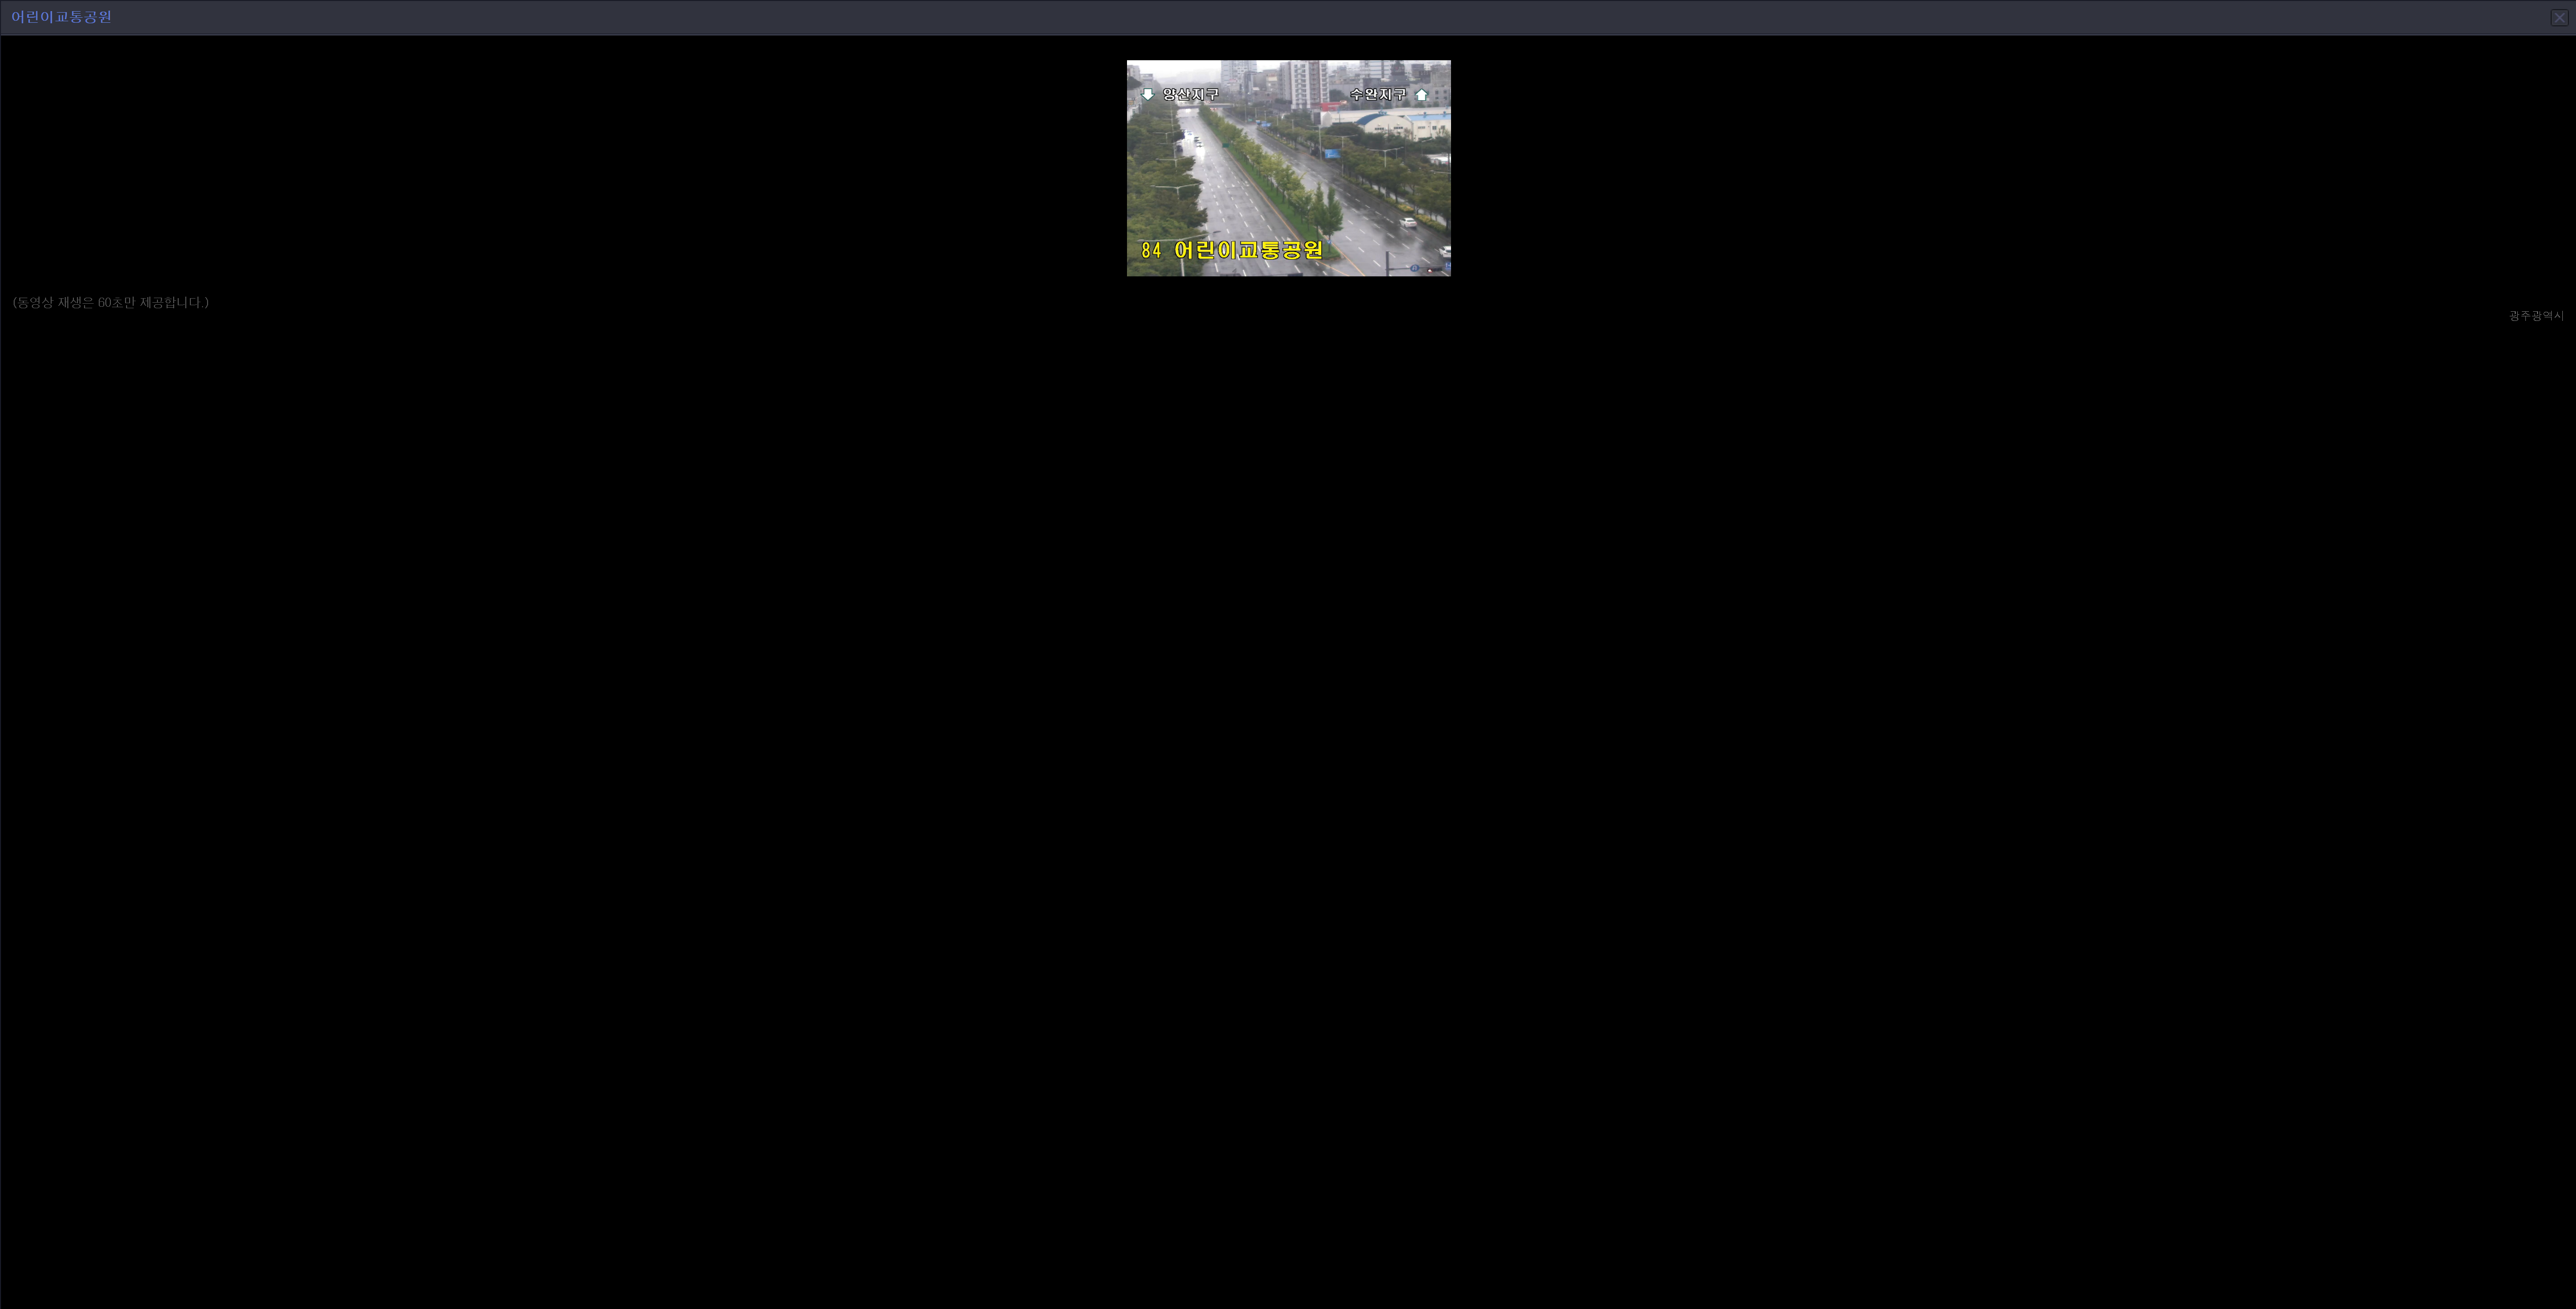 어린이교통공원
양산지구 수완지구
84 어린이교통공원
(동영상 재생은 60초만 제공합니다.)
광주광역시